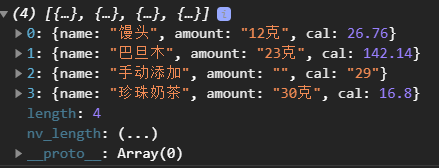 (4) [{…}, {…}, {…}, {…}] i
0: {name: "馒头", amount: "12克", cal: 26.76}
1: {name: "巴旦木", amount: "23克", cal: 142.14}
2: {name: "手动添加", amount: "", cal: "29"}
3: {name: "珍珠奶茶", amount: "30克", cal: 16.8}
length: 4
nv_length: (...)
__proto__: Array(0)